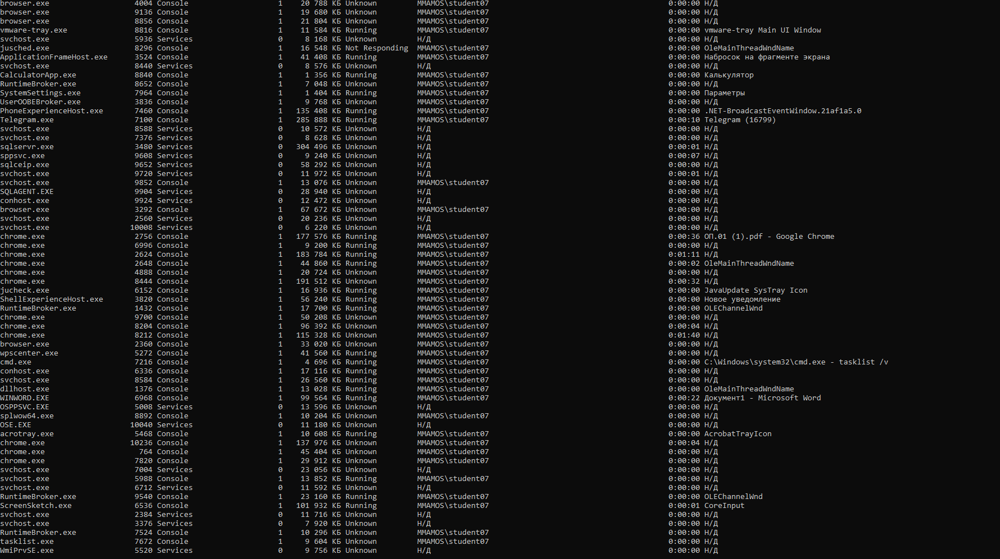 browser.exe 4004 Console 1 20 788 КБ Unknown MMAMOS\student07 0:00:00 Н/Д
browser.exe 9136 Console 1 19 680 КБ Unknown MMAMOS\student07 0:00:00 Н/Д
browser.exe 8856 Console 1 21 804 КБ Unknown MMAMOS\student07 0:00:00 Н/Д
vmware-tray.exe 8816 Console 1 11 584 КБ Running MMAMOS\student07 0:00:00 vmware-tray Main UI Window
svchost.exe 5936 Services 0 8 168 КБ Unknown Н/Д 0:00:00 Н/Д
jusched.exe 8296 Console 1 16 548 КБ Not Responding MMAMOS\student07 0:00:00 OleMainThreadWndName
ApplicationFrameHost.exe 3524 Console 1 41 408 КБ Running MMAMOS\student07 0:00:00 Набросок на фрагменте экрана
svchost.exe 8440 Services 0 8 576 КБ Unknown Н/Д 0:00:00 Н/Д
CalculatorApp.exe 8840 Console 1 1 356 КБ Running MMAMOS\student07 0:00:00 Калькулятор
RuntimeBroker.exe 8652 Console 1 7 048 КБ Unknown MMAMOS\student07 0:00:00 Н/Д
SystemSettings.exe 7964 Console 1 1 404 КБ Running MMAMOS\student07 0:00:00 Параметры
UserOOBEBroker.exe 3836 Console 1 9 768 КБ Unknown MMAMOS\student07 0:00:00 Н/Д
PhoneExperienceHost.exe 7460 Console 1 135 408 КБ Running MMAMOS\student07 0:00:00 .NET-BroadcastEventWindow.21af1a5.0
Telegram.exe 7100 Console 1 285 888 КБ Running MMAMOS\student07 0:00:10 Telegram (16799)
svchost.exe 8588 Services 0 10 572 КБ Unknown Н/Д 0:00:00 Н/Д
svchost.exe 7376 Services 0 8 628 КБ Unknown Н/Д 0:00:00 Н/Д
sqlservr.exe 3480 Services 0 304 496 КБ Unknown Н/Д 0:00:01 Н/Д
sppsvc.exe 9608 Services 0 9 240 КБ Unknown Н/Д 0:00:07 Н/Д
sqlceip.exe 9652 Services 0 58 292 КБ Unknown Н/Д 0:00:00 Н/Д
svchost.exe 9720 Services 0 11 972 КБ Unknown Н/Д 0:00:01 Н/Д
svchost.exe 9852 Console 1 13 076 КБ Unknown MMAMOS\student07 0:00:00 Н/Д
SQLAGENT.EXE 9904 Services 0 28 940 КБ Unknown Н/Д 0:00:00 Н/Д
conhost.exe 9924 Services 0 12 472 КБ Unknown Н/Д 0:00:00 Н/Д
browser.exe 3292 Console 1 67 672 КБ Unknown MMAMOS\student07 0:00:00 Н/Д
svchost.exe 2560 Services 0 20 236 КБ Unknown Н/Д 0:00:00 Н/Д
svchost.exe 10008 Services 0 6 220 КБ Unknown Н/Д 0:00:00 Н/Д
chrome.exe 2756 Console 1 177 576 КБ Running MMAMOS\student07 0:00:36 ОП.01 (1).pdf - Google Chrome
chrome.exe 6996 Console 1 9 200 КБ Running MMAMOS\student07 0:00:00 Н/Д
chrome.exe 2624 Console 1 183 784 КБ Running MMAMOS\student07 0:01:11 Н/Д
chrome.exe 2648 Console 1 44 860 КБ Running MMAMOS\student07 0:00:02 OleMainThreadWndName
chrome.exe 4888 Console 1 20 724 КБ Unknown MMAMOS\student07 0:00:00 Н/Д
chrome.exe 8444 Console 1 191 512 КБ Unknown MMAMOS\student07 0:00:32 Н/Д
jucheck.exe 6152 Console 1 16 936 КБ Running MMAMOS\student07 0:00:00 JavaUpdate SysTray Icon
ShellExperienceHost.exe 3820 Console 1 56 240 КБ Running MMAMOS\student07 0:00:00 Новое уведомление
RuntimeBroker.exe 1432 Console 1 17 700 КБ Running MMAMOS\student07 0:00:00 OLEChannelWnd
chrome.exe 9700 Console 1 50 208 КБ Unknown MMAMOS\student07 0:00:00 Н/Д
chrome.exe 8204 Console 1 96 392 КБ Unknown MMAMOS\student07 0:00:04 Н/Д
chrome.exe 8212 Console 1 115 328 КБ Unknown MMAMOS\student07 0:01:40 Н/Д
browser.exe 2360 Console 1 33 020 КБ Unknown MMAMOS\student07 0:00:00 Н/Д
wpscenter.exe 5272 Console 1 41 560 КБ Running MMAMOS\student07 0:00:00 Н/Д
cmd.exe 7216 Console 1 4 696 КБ Running MMAMOS\student07 0:00:00 C:\Windows\system32\cmd.exe - tasklist /v
conhost.exe 6336 Console 1 17 116 КБ Running MMAMOS\student07 0:00:00 Н/Д
svchost.exe 8584 Console 1 26 560 КБ Running MMAMOS\student07 0:00:00 Н/Д
dllhost.exe 1376 Console 1 13 028 КБ Running MMAMOS\student07 0:00:00 OleMainThreadWndName
WINWORD.EXE 6968 Console 1 99 564 КБ Running MMAMOS\student07 0:00:22 Документ1 - Microsoft Word
OSPPSVC.EXE 5008 Services 0 13 596 КБ Unknown Н/Д 0:00:00 Н/Д
splwow64.exe 8892 Console 1 10 204 КБ Unknown MMAMOS\student07 0:00:00 Н/Д
OSE.EXE 10040 Services 0 11 180 КБ Unknown Н/Д 0:00:00 Н/Д
acrotray.exe 5468 Console 1 10 608 КБ Running MMAMOS\student07 0:00:00 AcrobatTrayIcon
chrome.exe 10236 Console 1 137 976 КБ Unknown MMAMOS\student07 0:00:04 Н/Д
chrome.exe 764 Console 1 45 404 КБ Unknown MMAMOS\student07 0:00:00 Н/Д
chrome.exe 7820 Console 1 29 912 КБ Unknown MMAMOS\student07 0:00:00 Н/Д
svchost.exe 7004 Services 0 23 056 КБ Unknown Н/Д 0:00:00 Н/Д
svchost.exe 5988 Console 1 13 852 КБ Running MMAMOS\student07 0:00:00 Н/Д
svchost.exe 6712 Services 0 11 592 КБ Unknown Н/Д 0:00:00 Н/Д
RuntimeBroker.exe 9540 Console 1 23 160 КБ Running MMAMOS\student07 0:00:00 OLEChannelWnd
ScreenSketch.exe 6536 Console 1 101 932 КБ Running MMAMOS\student07 0:00:01 CoreInput
svchost.exe 2384 Services 0 11 716 КБ Unknown Н/Д 0:00:00 Н/Д
svchost.exe 3376 Services 0 7 920 КБ Unknown Н/Д 0:00:00 Н/Д
RuntimeBroker.exe 7524 Console 1 10 296 КБ Unknown MMAMOS\student07 0:00:00 Н/Д
tasklist.exe 7672 Console 1 9 604 КБ Unknown MMAMOS\student07 0:00:00 Н/Д
WmiPrvSE.exe 5520 Services 0 9 756 КБ Unknown Н/Д 0:00:00 Н/Д